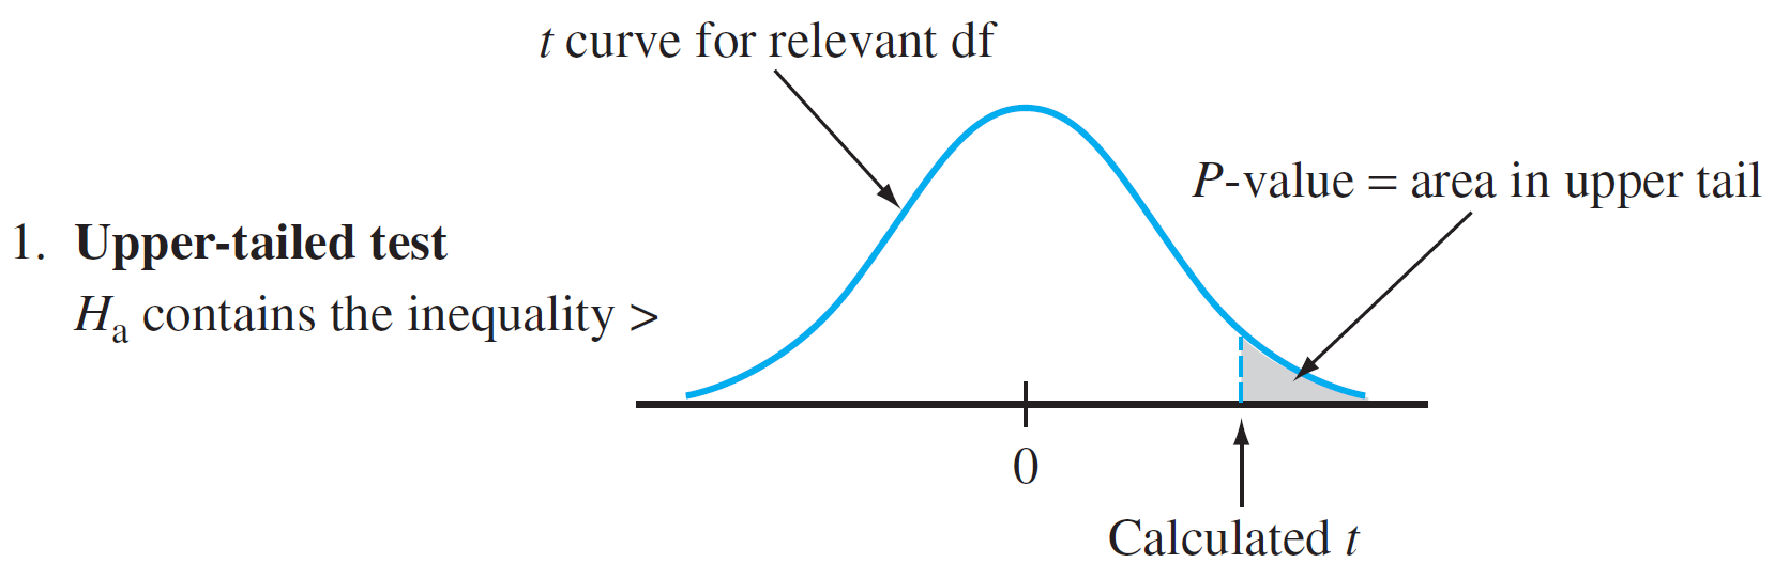 t curve for relevant df
P-value = area in upper tail
1. Upper-tailed test
Hₐ contains the inequality >
0
Calculated t